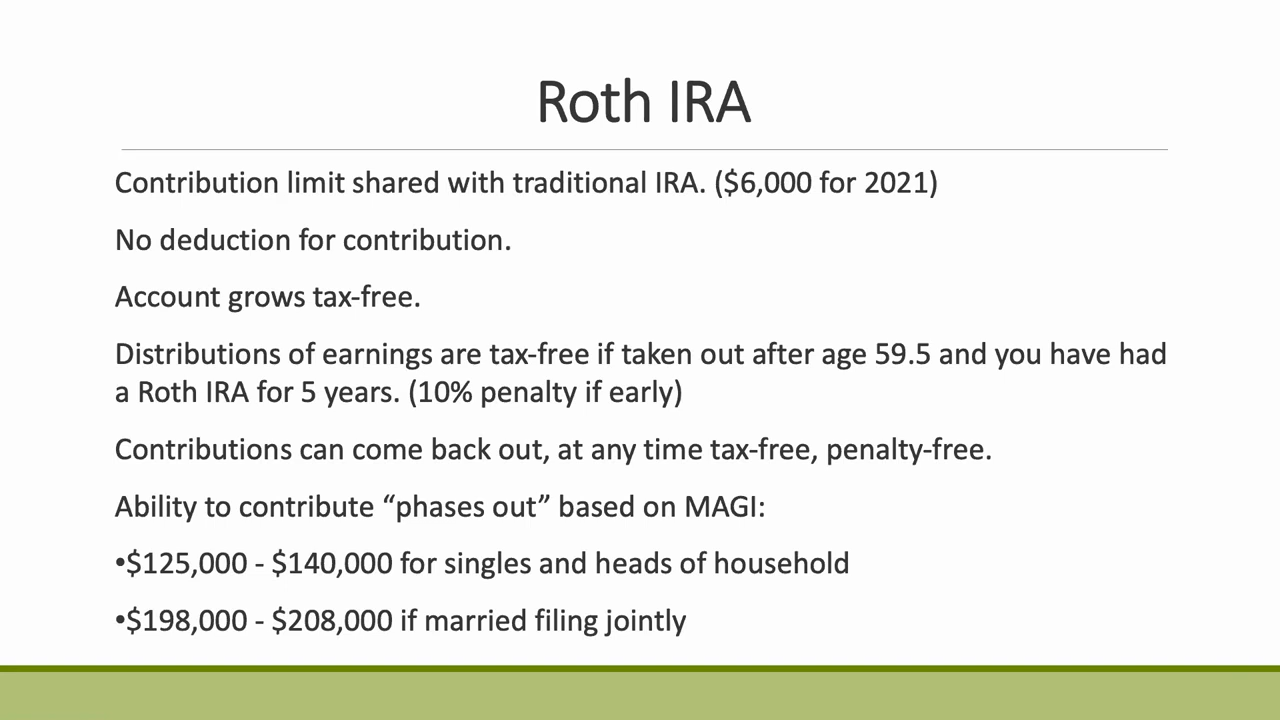 Roth IRA
Contribution limit shared with traditional IRA. ($6,000 for 2021)
No deduction for contribution.
Account grows tax-free.
Distributions of earnings are tax-free if taken out after age 59.5 and you have had
a Roth IRA for 5 years. (10% penalty if early)
Contributions can come back out, at any time tax-free, penalty-free.
Ability to contribute “phases out” based on MAGI:
•$125,000 - $140,000 for singles and heads of household
•$198,000 - $208,000 if married filing jointly